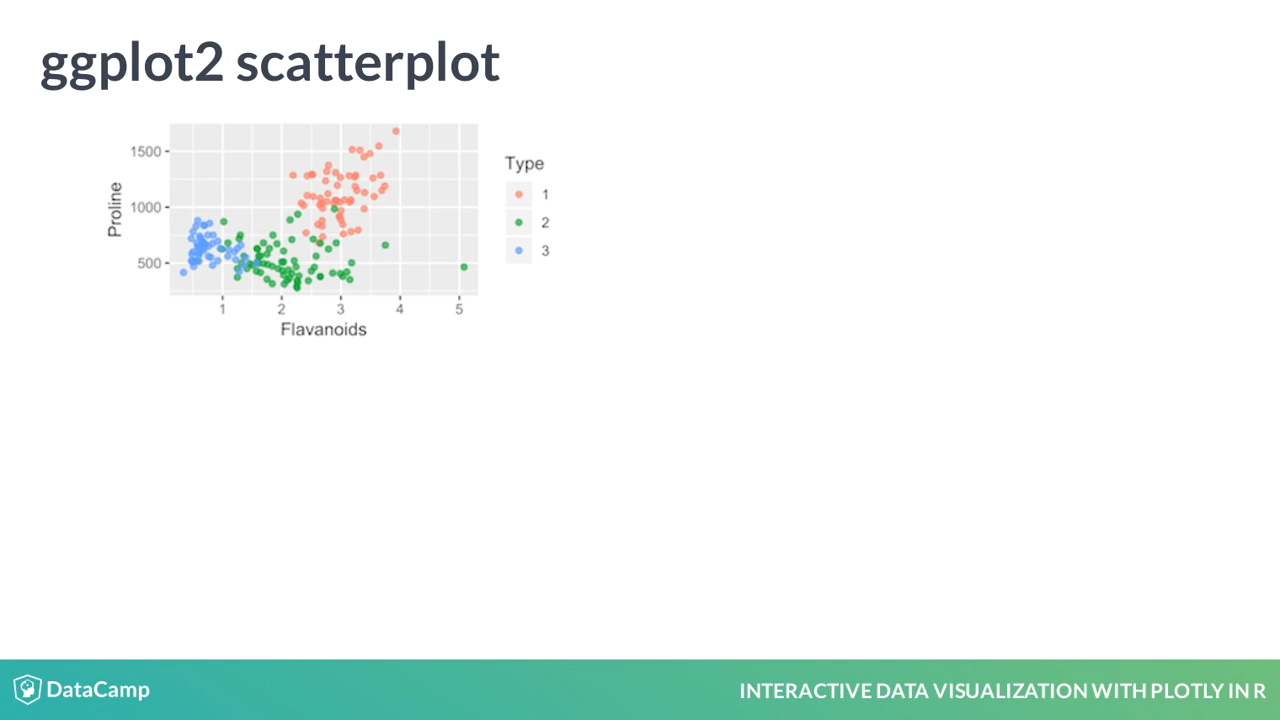 ggplot2 scatterplot
1500
1000
500
Proline
1
2
3
4
5
Flavanoids
Type
1
2
3
DataCamp
INTERACTIVE DATA VISUALIZATION WITH PLOTLY IN R